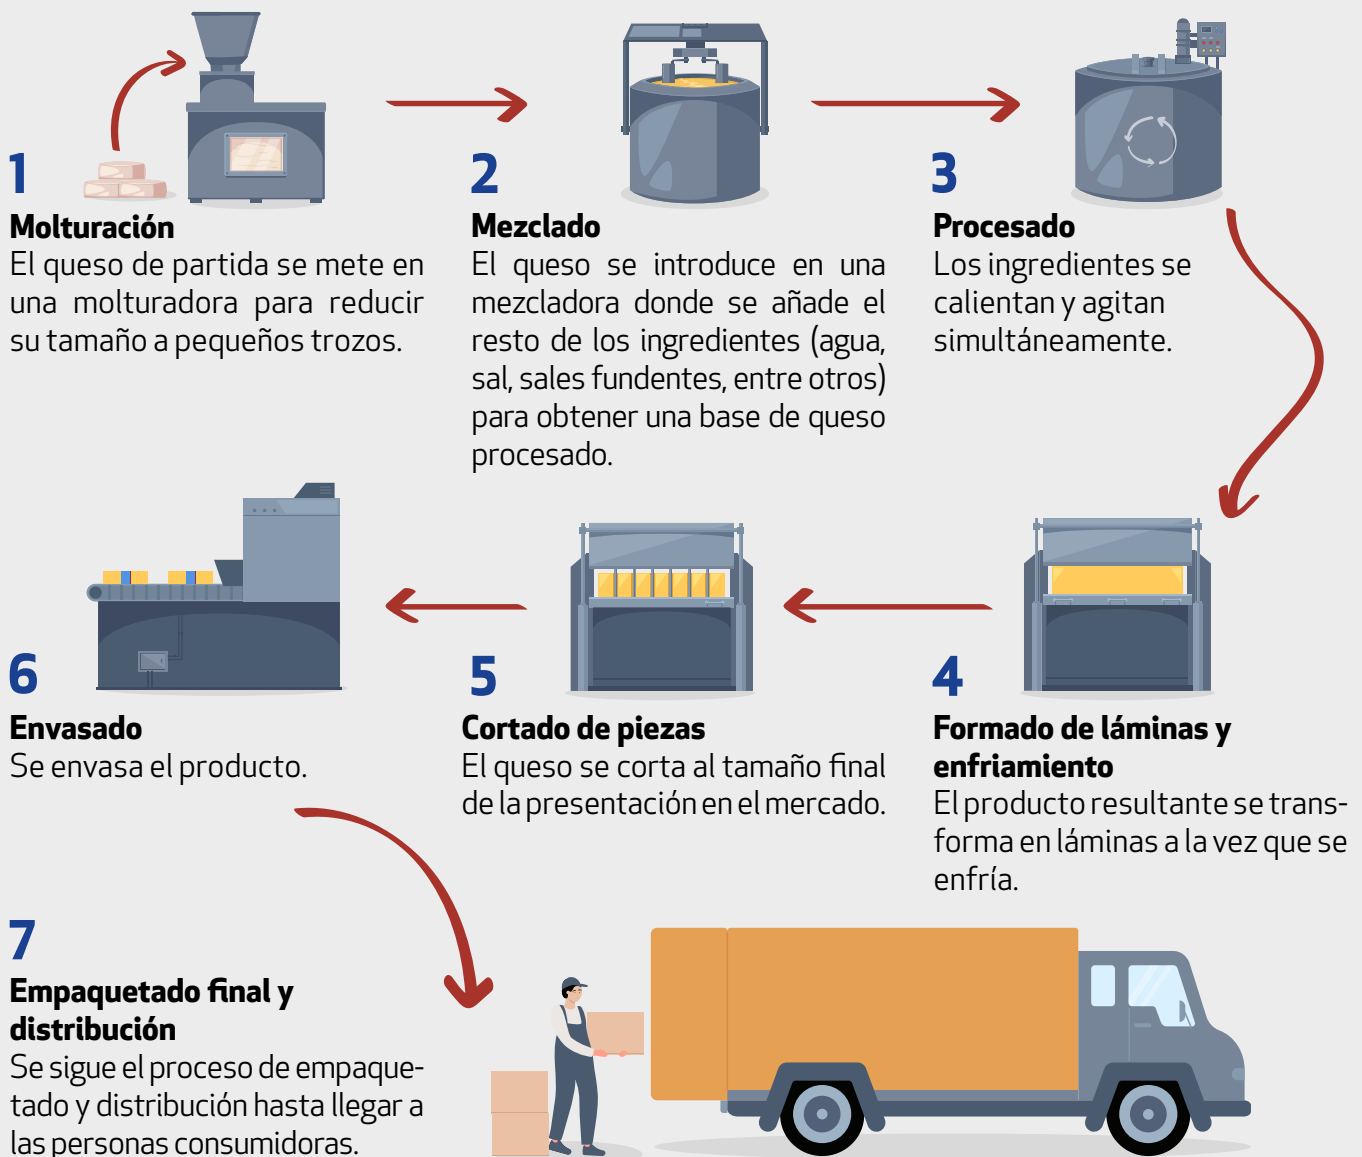 1
Molturación
El queso de partida se mete en
una molturadora para reducir
su tamaño a pequeños trozos.
2
Mezclado
El queso se introduce en una
mezcladora donde se añade el
resto de los ingredientes (agua,
sal, sales fundentes, entre otros)
para obtener una base de queso
procesado.
3
Procesado
Los ingredientes se
calientan y agitan
simultáneamente.
4
Formado de láminas y
enfriamiento
El producto resultante se trans-
forma en láminas a la vez que se
enfría.
5
Cortado de piezas
El queso se corta al tamaño final
de la presentación en el mercado.
6
Envasado
Se envasa el producto.
7
Empaquetado final y
distribución
Se sigue el proceso de empaque-
tado y distribución hasta llegar a
las personas consumidoras.